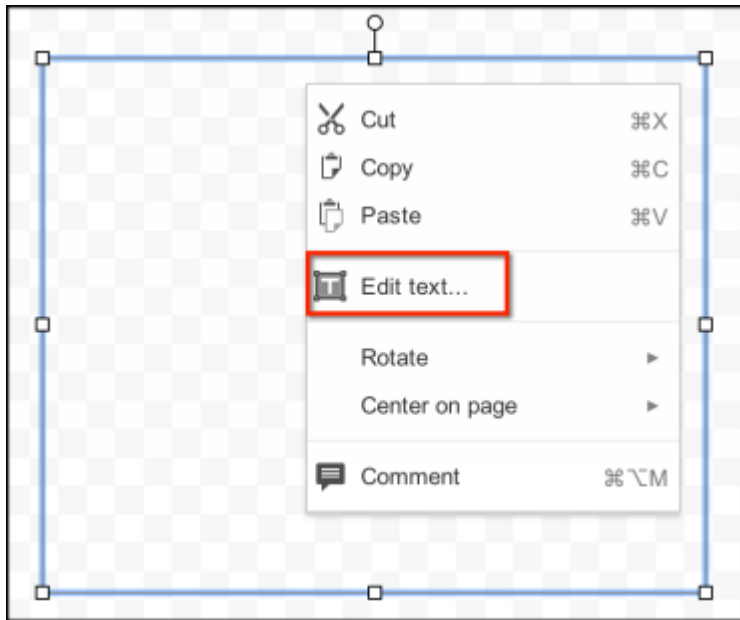 Cut ⌘X
Copy ⌘C
Paste ⌘V
Edit text...
Rotate ►
Center on page ►
Comment ⌘⌥M